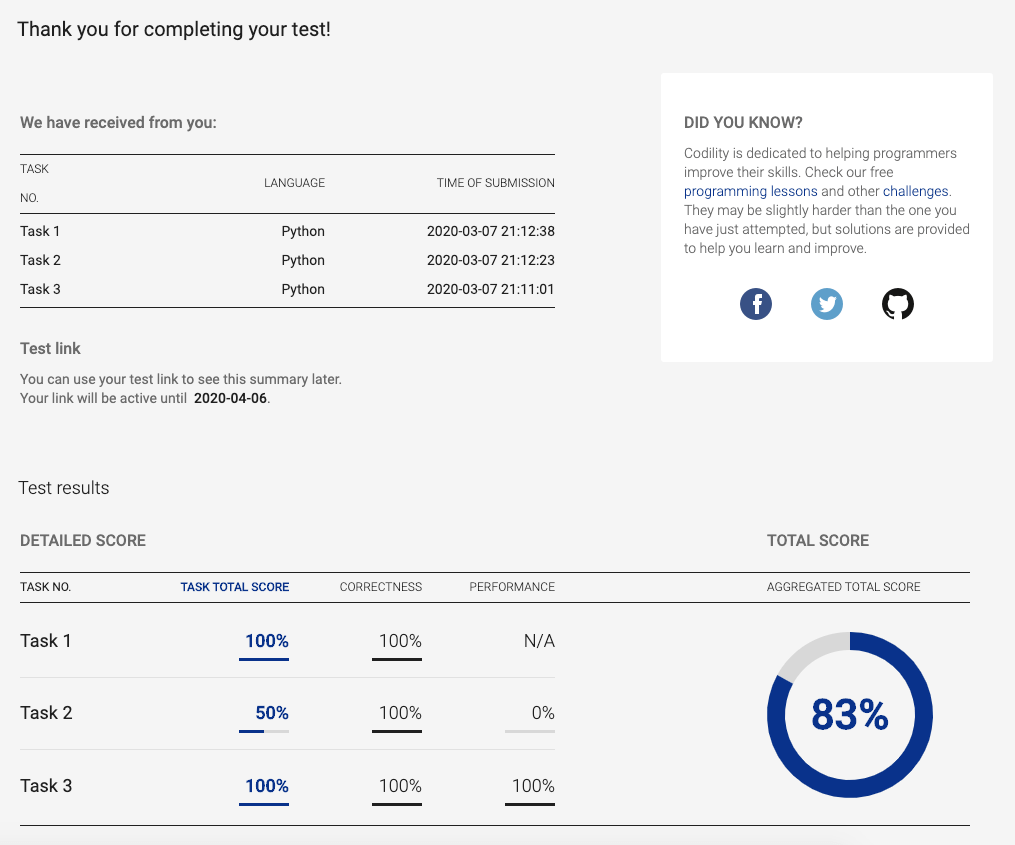 Thank you for completing your test!
We have received from you:
TASK
NO.
LANGUAGE
TIME OF SUBMISSION
Task 1 Python 2020-03-07 21:12:38
Task 2 Python 2020-03-07 21:12:23
Task 3 Python 2020-03-07 21:11:01
Test link
You can use your test link to see this summary later.
Your link will be active until 2020-04-06.
DID YOU KNOW?
Codility is dedicated to helping programmers
improve their skills. Check our free
programming lessons and other challenges.
They may be slightly harder than the one you
have just attempted, but solutions are provided
to help you learn and improve.
Test results
DETAILED SCORE
TASK NO. TASK TOTAL SCORE CORRECTNESS PERFORMANCE
Task 1 100% 100% N/A
Task 2 50% 100% 0%
Task 3 100% 100% 100%
TOTAL SCORE
AGGREGATED TOTAL SCORE
83%